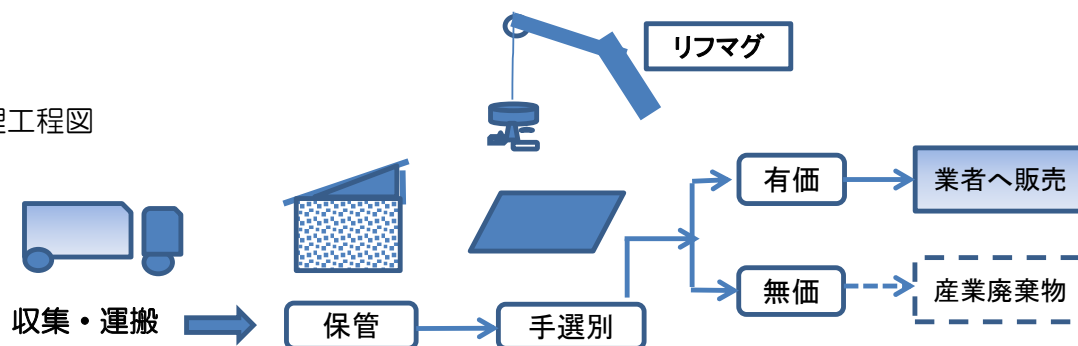 リフマグ
理工程図
有価
業者へ販売
無価
産業廃棄物
収集・運搬
保管
手選別